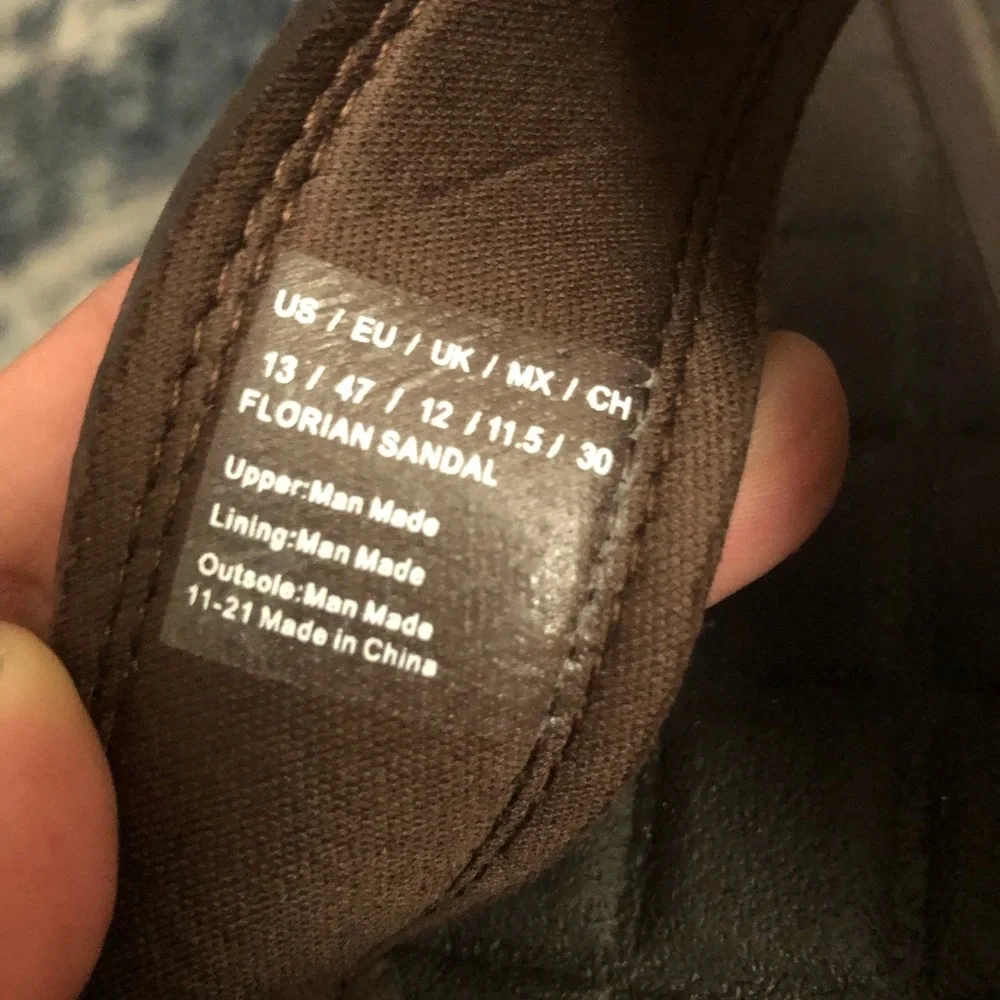 US / EU / UK / MX / CH
13 / 47 / 12 / 11.5 / 30
FLORIAN SANDAL
Upper:Man Made
Lining:Man Made
Outsole:Man Made
11-21 Made in China